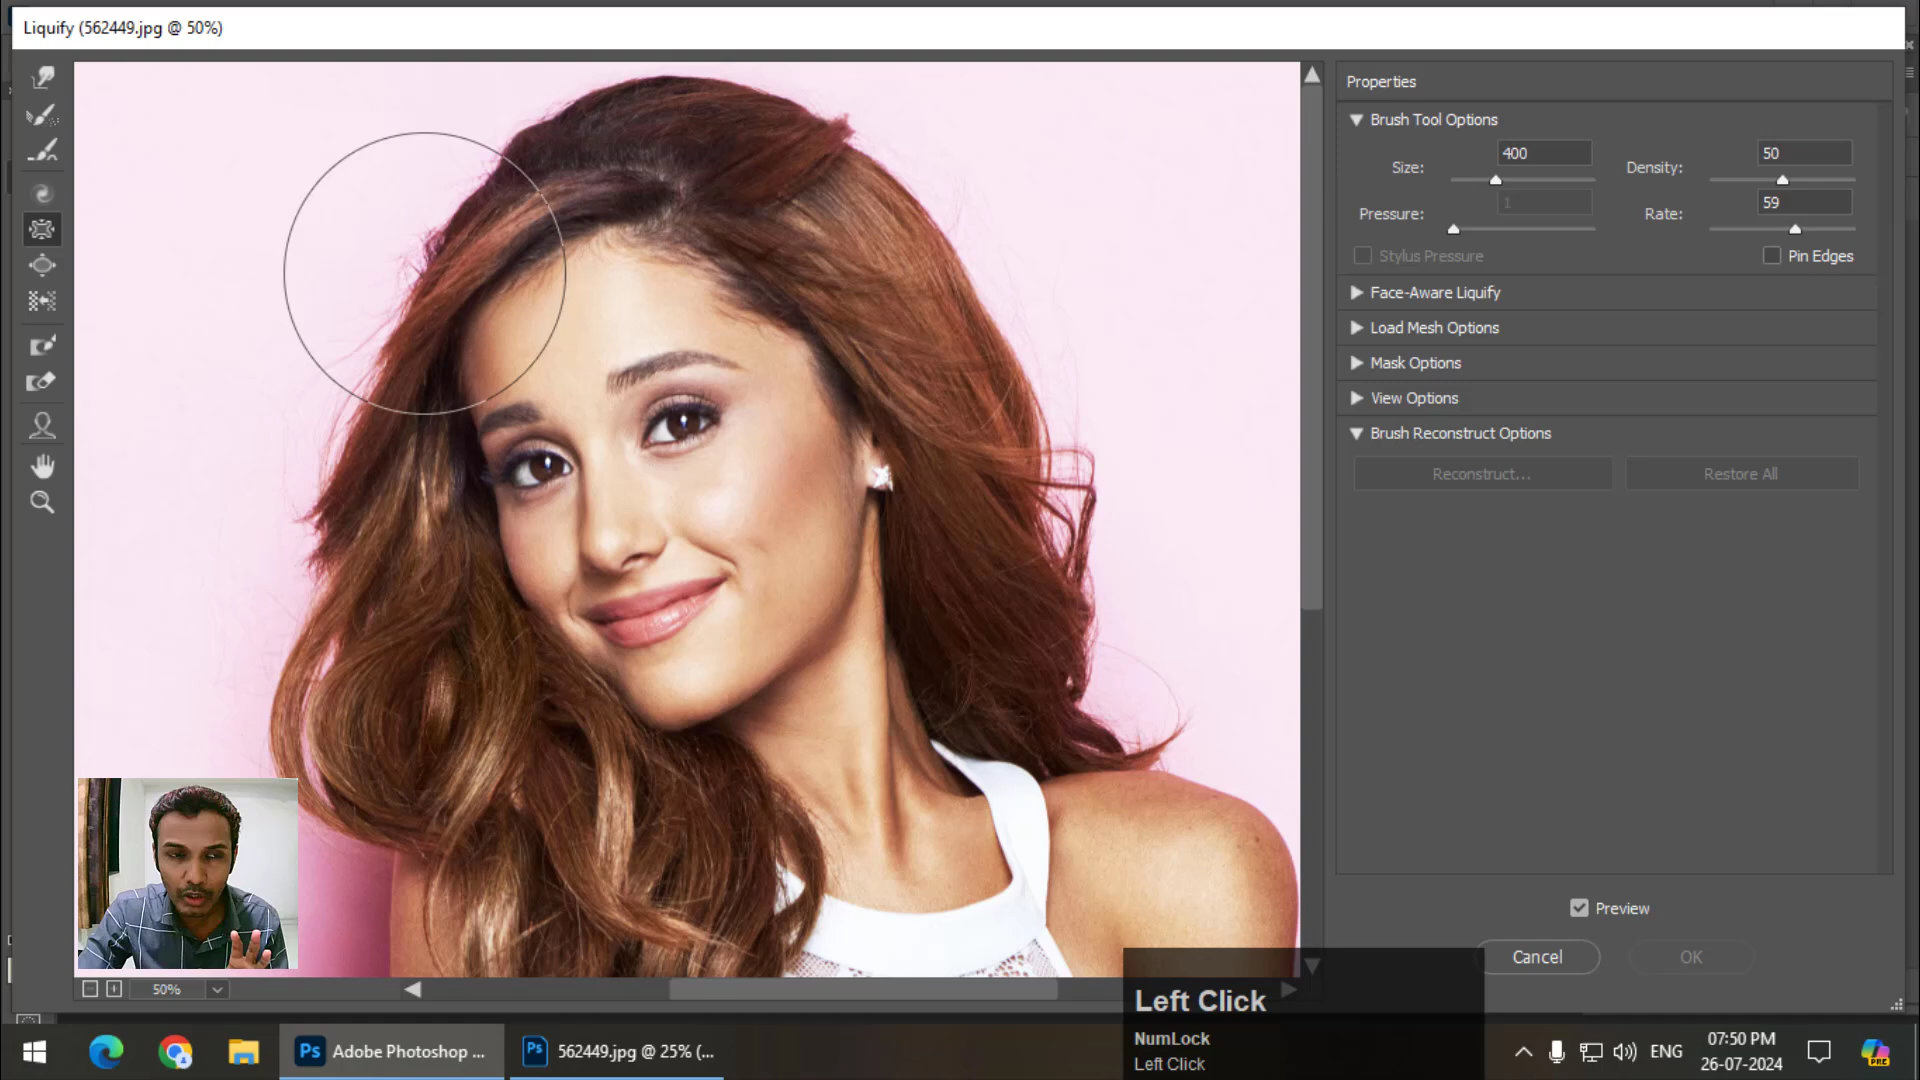 Liquify (562449.jpg @ 50%)
Properties
Brush Tool Options
Size:
400
Density:
50
Pressure:
1
Rate:
59
Stylus Pressure
Pin Edges
Face-Aware Liquify
Load Mesh Options
Mask Options
View Options
Brush Reconstruct Options
Reconstruct...
Restore All
Preview
Cancel
OK
50%
Left Click
NumLock
Left Click
Ps
Adobe Photoshop ...
Ps
562449.jpg @ 25% (...
ENG
07:50 PM
26-07-2024
PRE